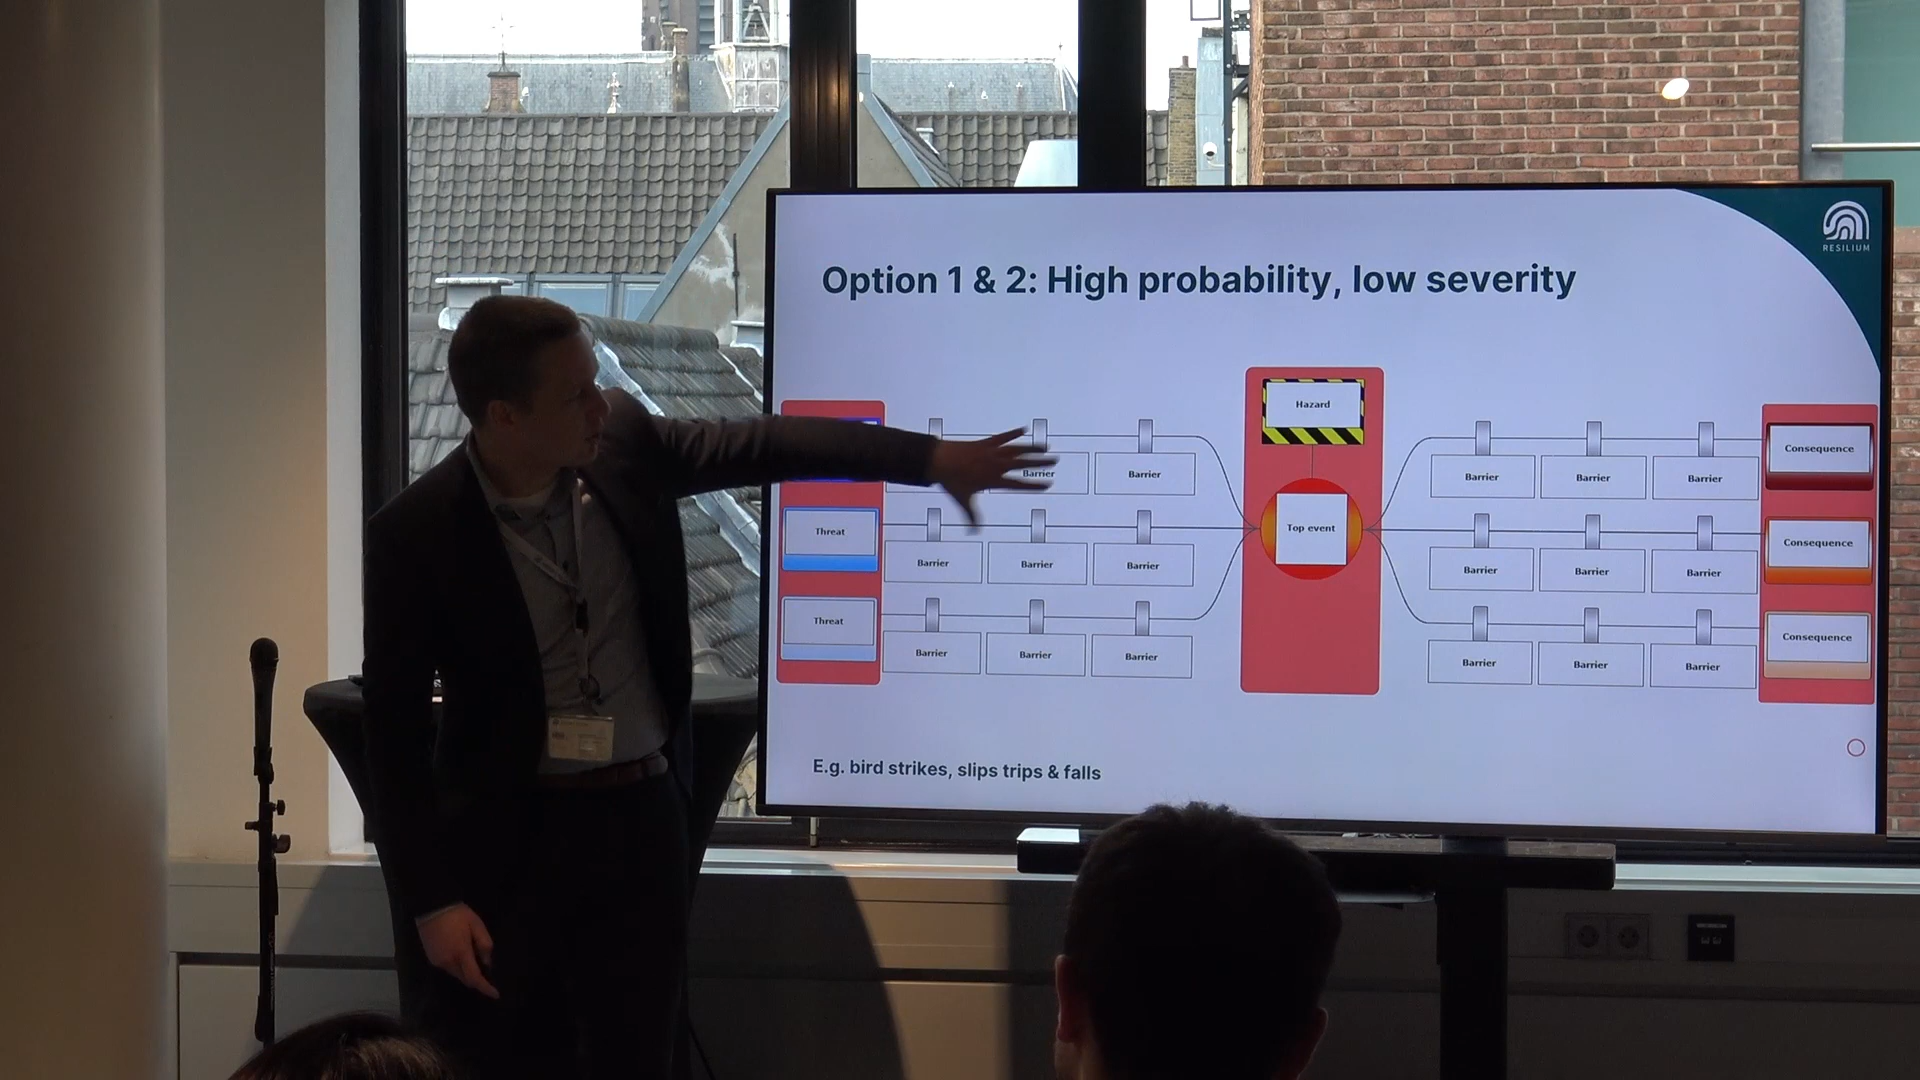 RESILIUM
Option 1 & 2: High probability, low severity
Hazard
Barrier
Barrier
Barrier
Barrier
Barrier
Consequence
Threat
Top event
Consequence
Barrier
Barrier
Barrier
Barrier
Barrier
Barrier
Threat
Consequence
Barrier
Barrier
Barrier
Barrier
Barrier
Barrier
E.g. bird strikes, slips trips & falls